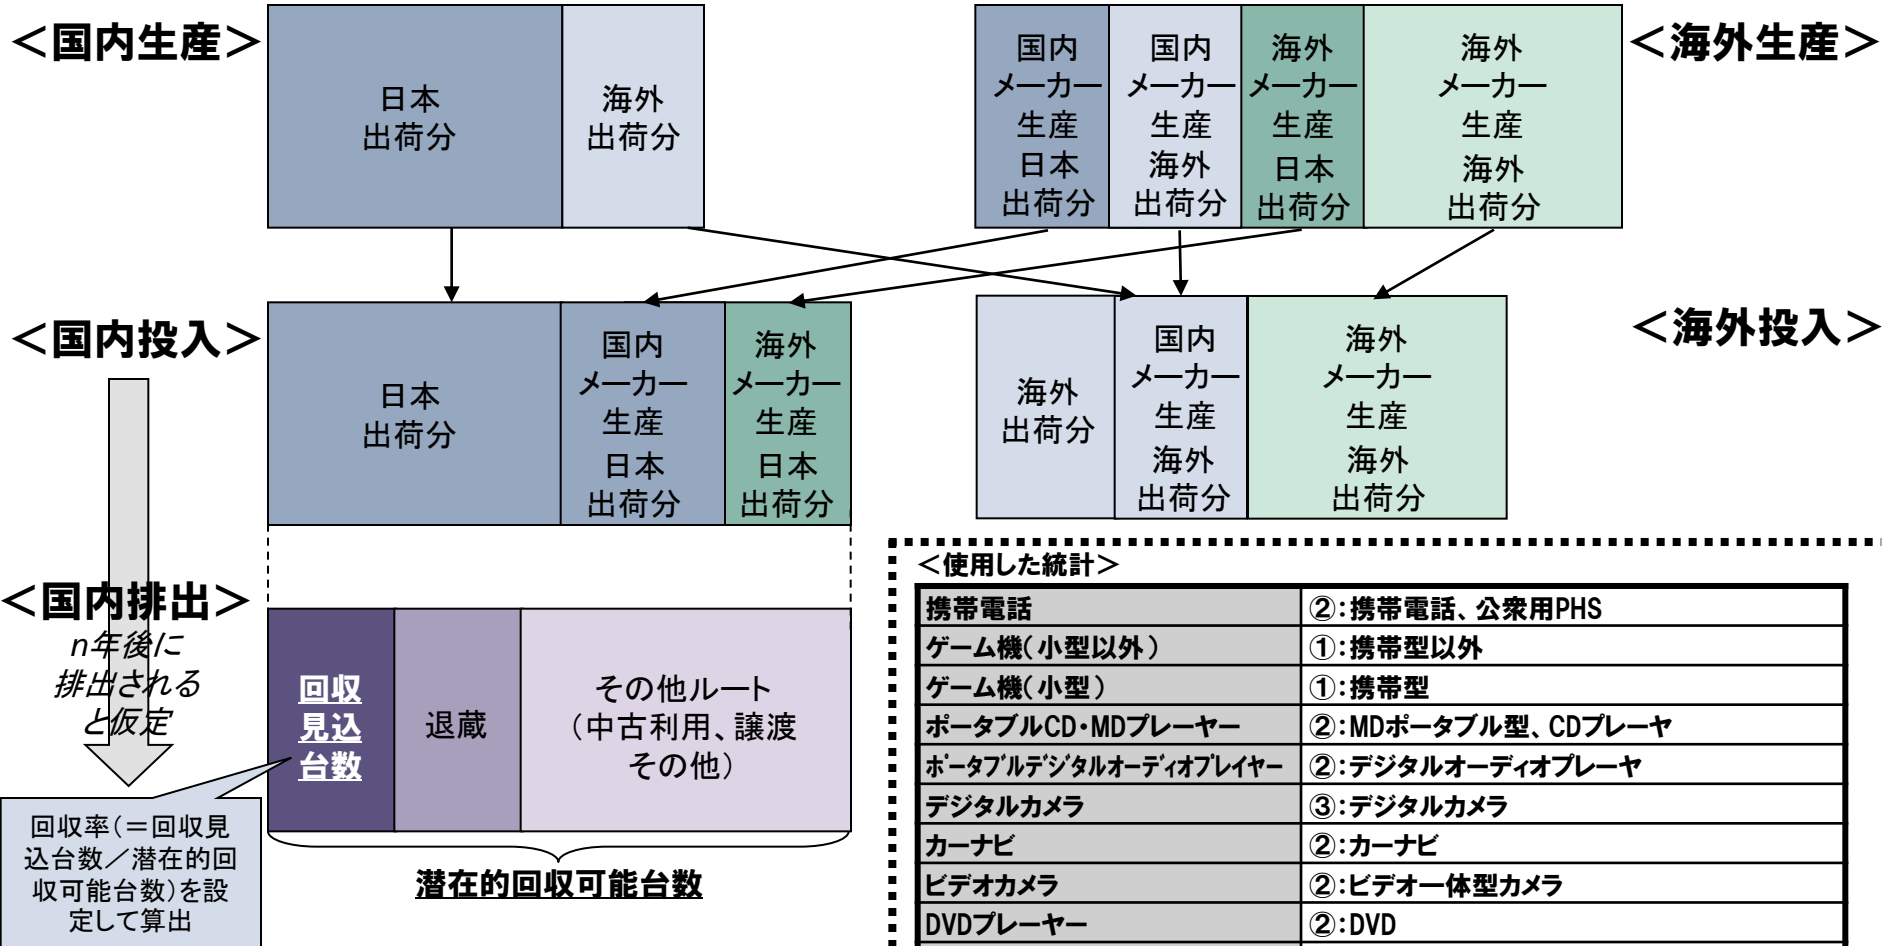 ＜国内生産＞
日本
出荷分
海外
出荷分
国内
メーカー
生産
日本
出荷分
国内
メーカー
生産
海外
出荷分
海外
メーカー
生産
日本
出荷分
海外
メーカー
生産
海外
出荷分
＜海外生産＞
＜国内投入＞
日本
出荷分
国内
メーカー
生産
日本
出荷分
海外
メーカー
生産
日本
出荷分
海外
出荷分
国内
メーカー
生産
海外
出荷分
海外
メーカー
生産
海外
出荷分
＜海外投入＞
＜国内排出＞
n年後に
排出される
と仮定
回収
見込
台数
退蔵
その他ルート
（中古利用、譲渡
その他）
回収率（＝回収見
込台数／潜在的回
収可能台数）を設
定して算出
潜在的回収可能台数
＜使用した統計＞
携帯電話 ②：携帯電話、公衆用PHS
ゲーム機（小型以外） ①：携帯型以外
ゲーム機（小型） ①：携帯型
ポータブルCD・MDプレーヤー ②：MDポータブル型、CDプレーヤ
ポータブルデジタルオーディオプレイヤー ②：デジタルオーディオプレーヤ
デジタルカメラ ③：デジタルカメラ
カーナビ ②：カーナビ
ビデオカメラ ②：ビデオ一体型カメラ
DVDプレーヤー ②：DVD